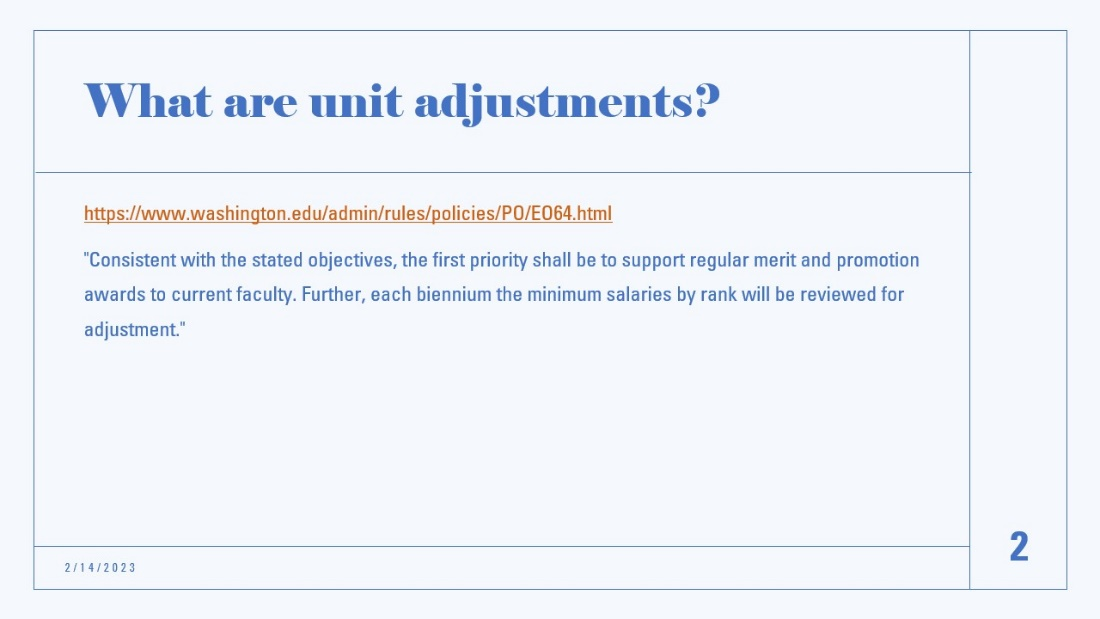 What are unit adjustments?
https://www.washington.edu/admin/rules/policies/PO/EO64.html
"Consistent with the stated objectives, the first priority shall be to support regular merit and promotion
awards to current faculty. Further, each biennium the minimum salaries by rank will be reviewed for
adjustment."
2
2/14/2023